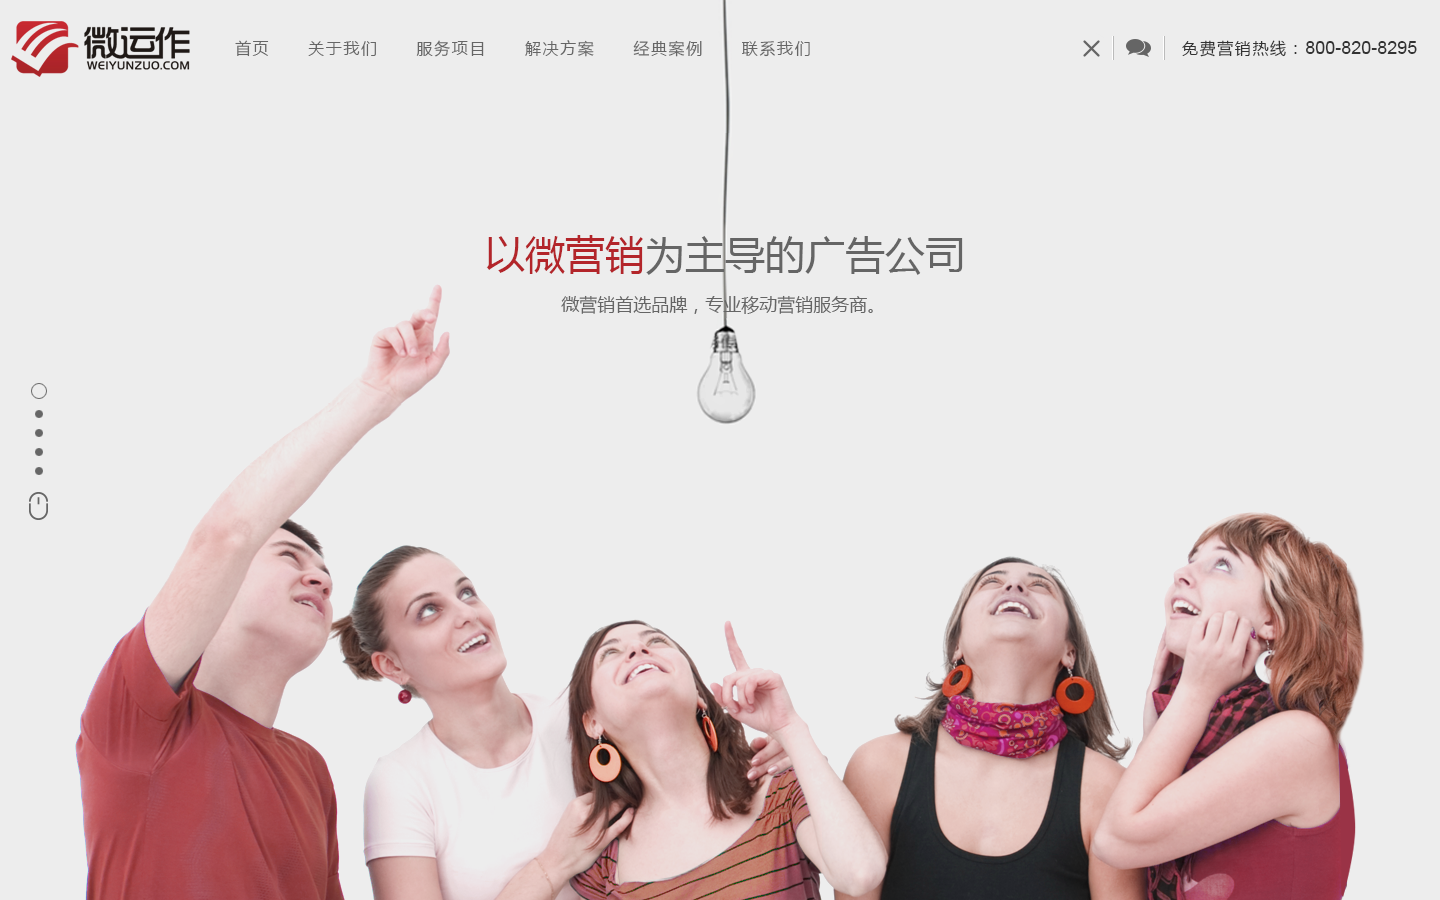 微运作
WEIYUNZUO.COM
首页 关于我们 服务项目 解决方案 经典案例 联系我们
免费营销热线：800-820-8295
以微营销为主导的广告公司
微营销首选品牌，专业移动营销服务商。